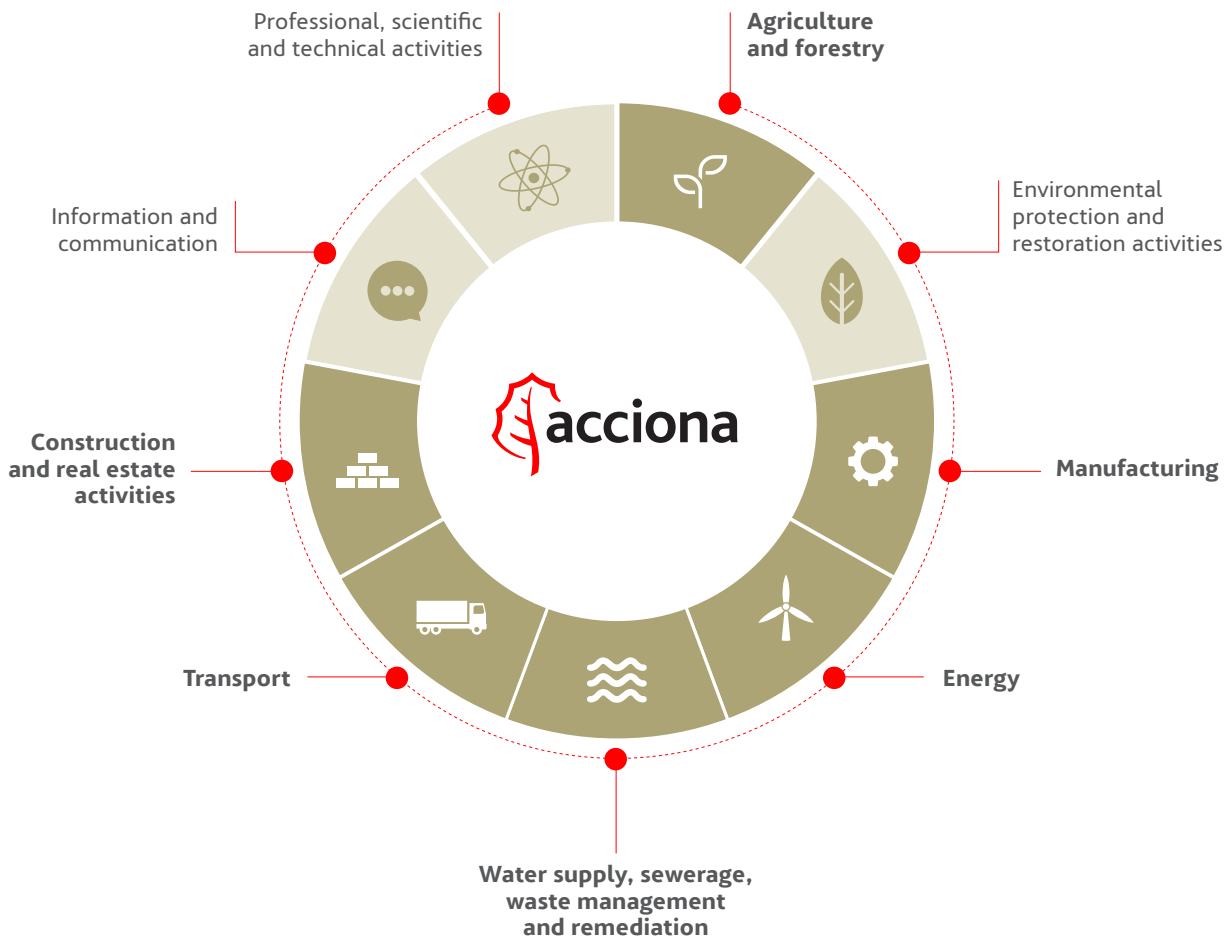 Professional, scientific
and technical activities
Agriculture
and forestry
Information and
communication
Environmental
protection and
restoration activities
acciona
Construction
and real estate
activities
Manufacturing
Transport
Energy
Water supply, sewerage,
waste management
and remediation